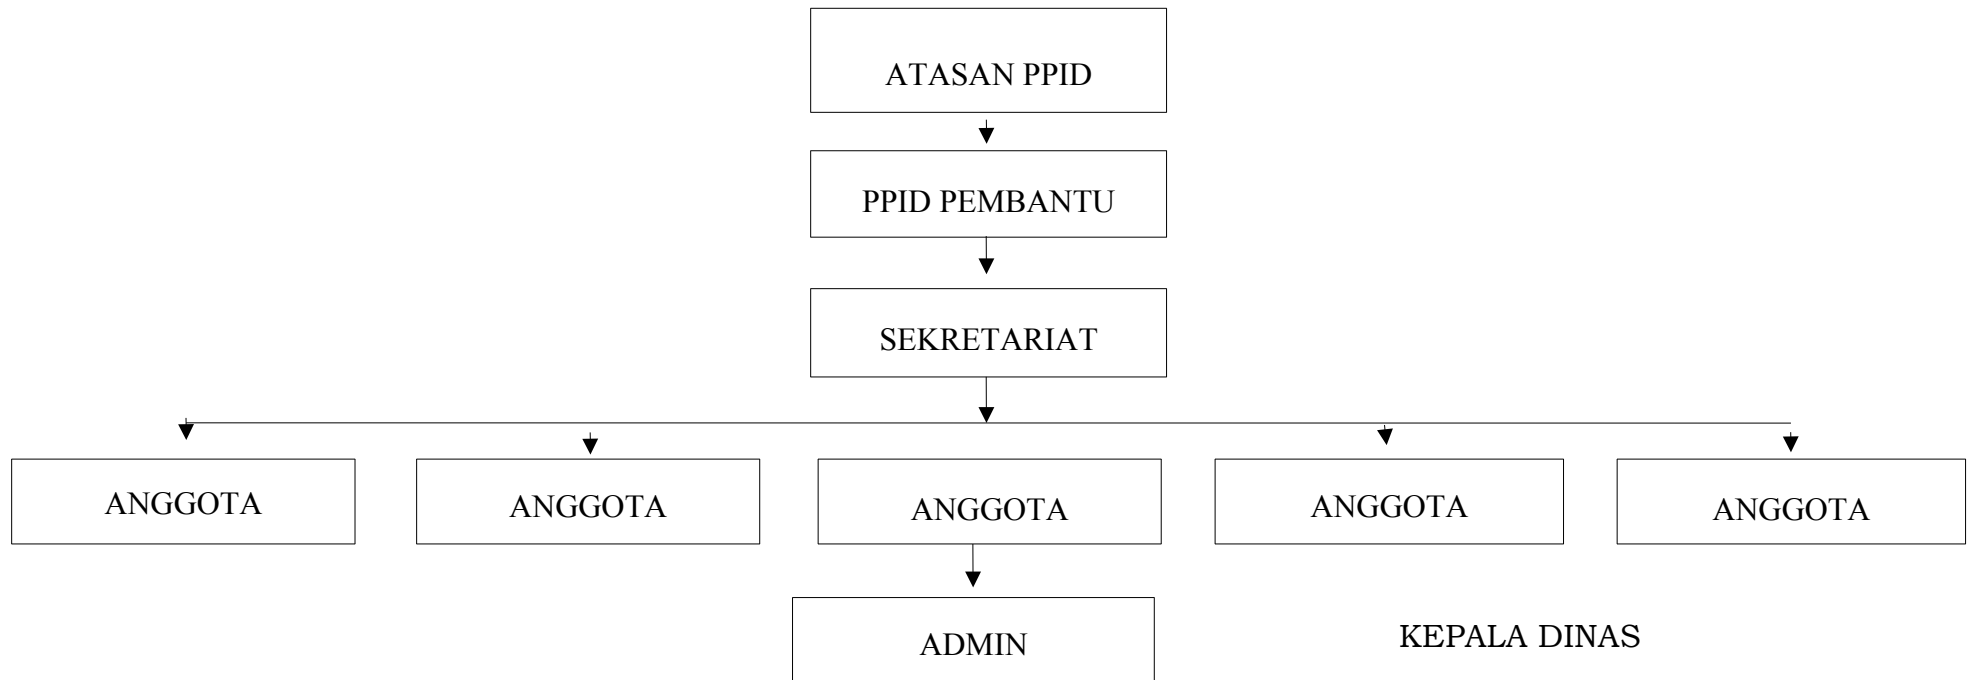 ATASAN PPID
PPID PEMBANTU
SEKRETARIAT
ANGGOTA
ANGGOTA
ANGGOTA
ANGGOTA
ANGGOTA
ADMIN
KEPALA DINAS